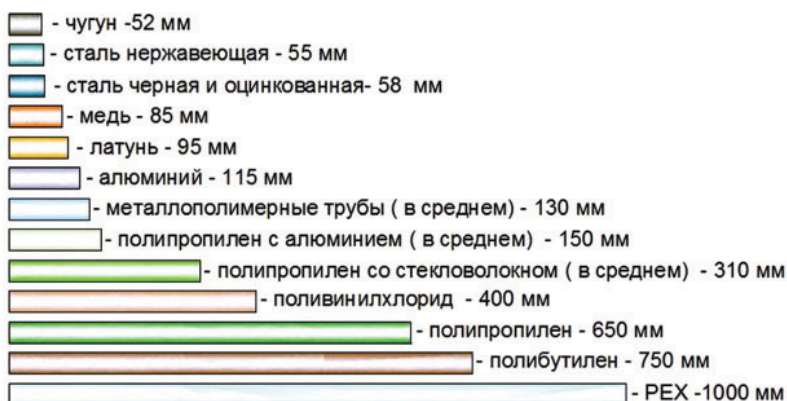 - чугун -52 мм
- сталь нержавеющая - 55 мм
- сталь черная и оцинкованная- 58 мм
- медь - 85 мм
- латунь - 95 мм
- алюминий - 115 мм
- металлополимерные трубы ( в среднем) - 130 мм
- полипропилен с алюминием ( в среднем) - 150 мм
- полипропилен со стекловолокном ( в среднем) - 310 мм
- поливинилхлорид - 400 мм
- полипропилен - 650 мм
- полибутилен - 750 мм
- PEX -1000 мм